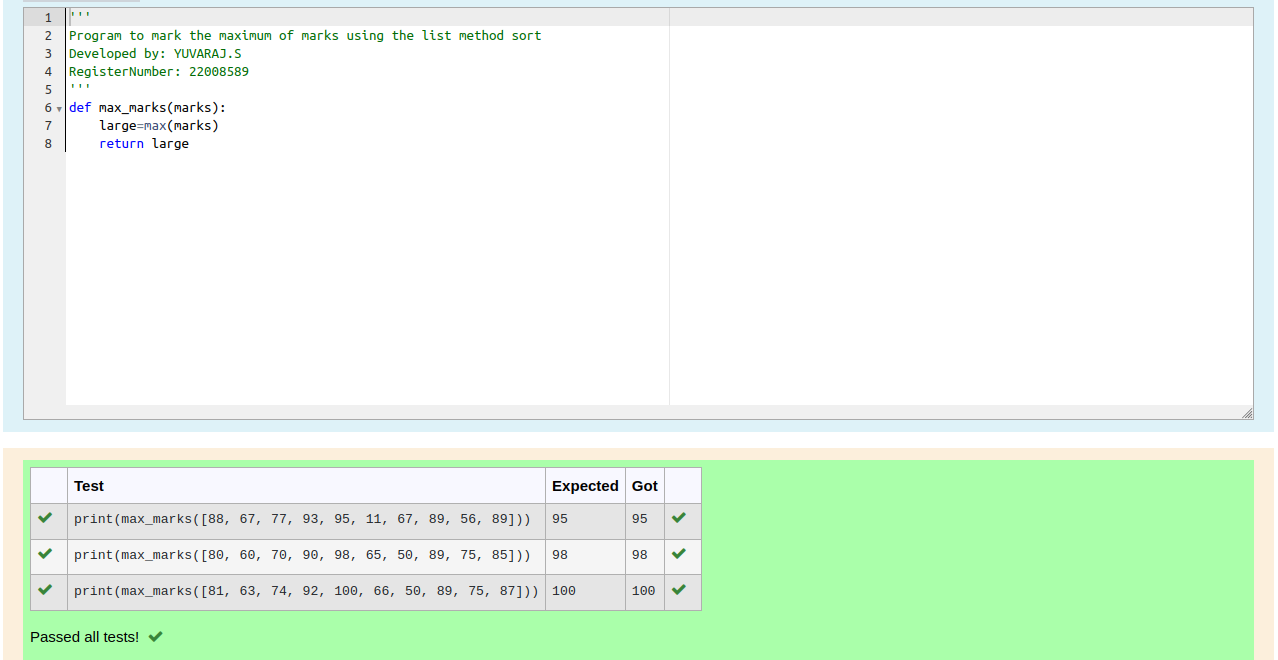 1 '''
2 Program to mark the maximum of marks using the list method sort
3 Developed by: YUVARAJ.S
4 RegisterNumber: 22008589
5 '''
6 def max_marks(marks):
7     large=max(marks)
8     return large
Test Expected Got
print(max_marks([88, 67, 77, 93, 95, 11, 67, 89, 56, 89])) 95 95
print(max_marks([80, 60, 70, 90, 98, 65, 50, 89, 75, 85])) 98 98
print(max_marks([81, 63, 74, 92, 100, 66, 50, 89, 75, 87])) 100 100
Passed all tests!